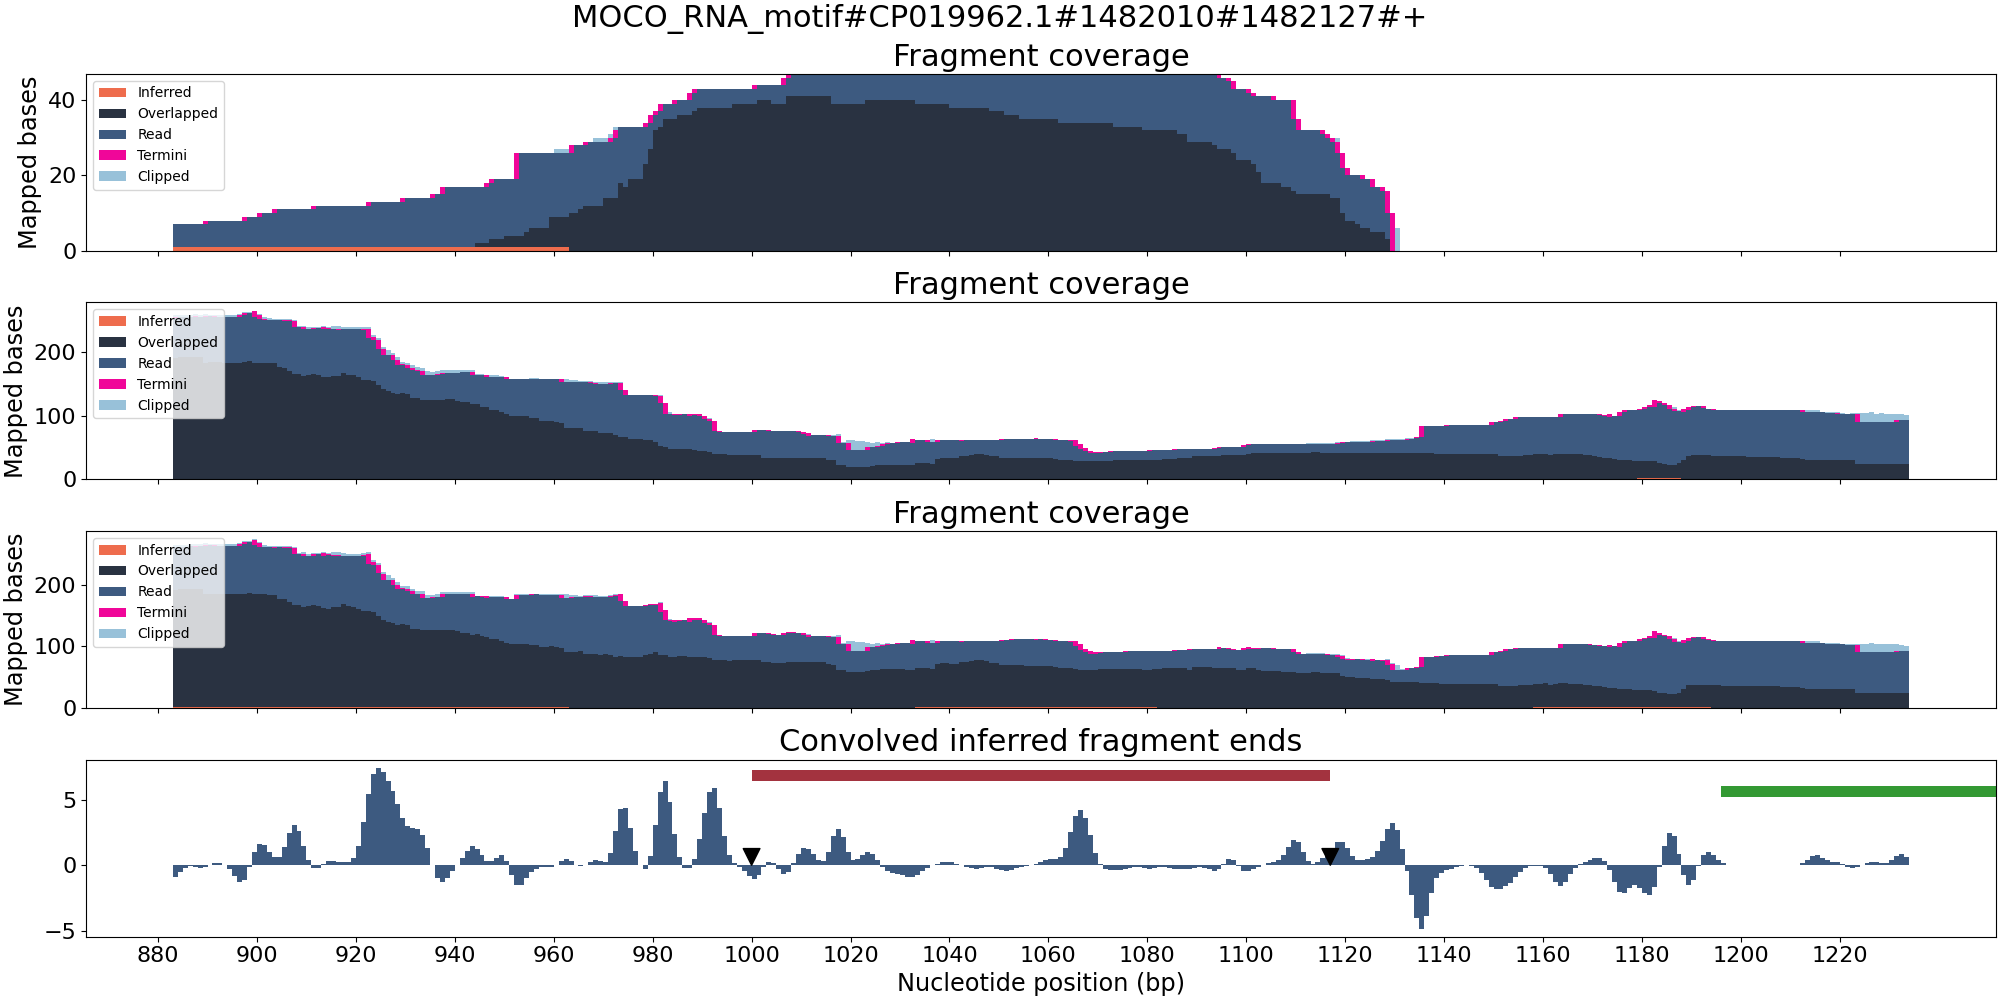 MOCO_RNA_motif#CP019962.1#1482010#1482127#+
Fragment coverage
Mapped bases
40
20
0
Inferred
Overlapped
Read
Termini
Clipped
Fragment coverage
Mapped bases
200
100
0
Inferred
Overlapped
Read
Termini
Clipped
Fragment coverage
Mapped bases
200
100
0
Inferred
Overlapped
Read
Termini
Clipped
Convolved inferred fragment ends
5
0
−5
880 900 920 940 960 980 1000 1020 1040 1060 1080 1100 1120 1140 1160 1180 1200 1220
Nucleotide position (bp)